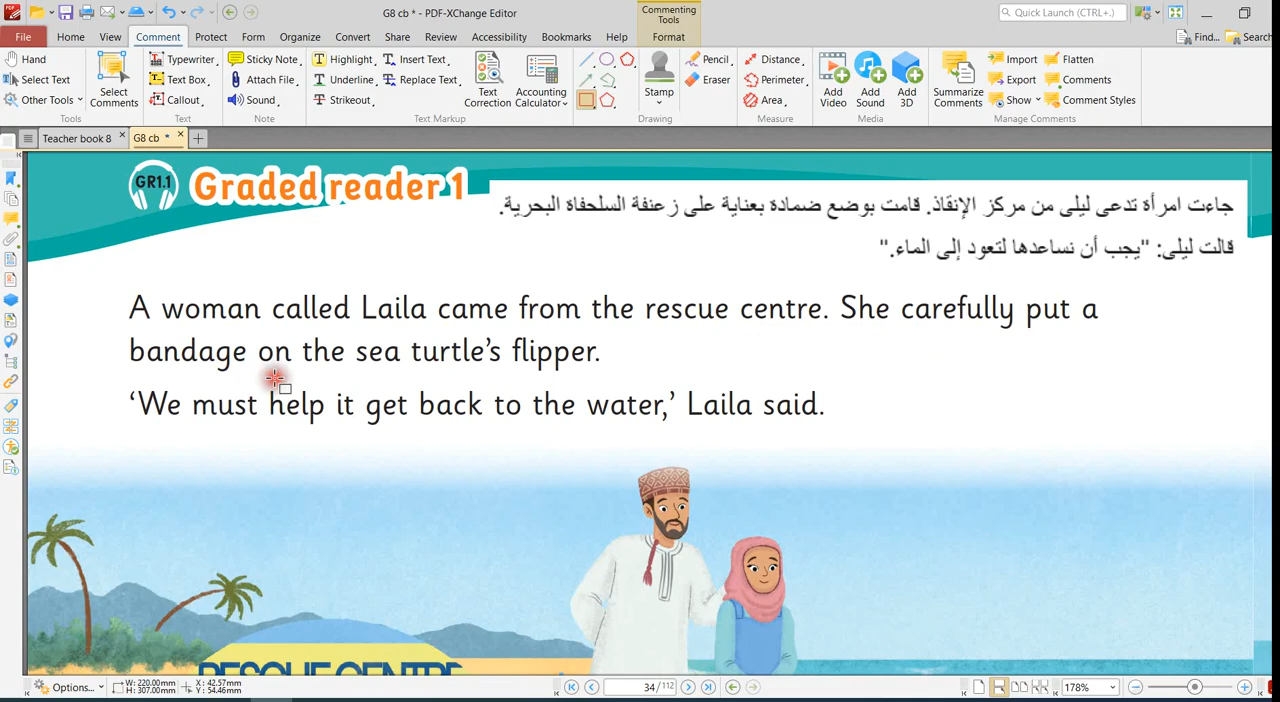 G8 cb * - PDF-XChange Editor
Commenting Tools
Quick Launch (CTRL+.)
File Home View Comment Protect Form Organize Convert Share Review Accessibility Bookmarks Help Format
Find...
Search
Hand
Select Text
Other Tools
Tools
Select Comments
Typewriter
Text Box
Callout
Text
Sticky Note
Attach File
Sound
Note
Highlight
Underline
Strikeout
Insert Text
Replace Text
Text Correction
Accounting Calculator
Text Markup
Stamp
Pencil
Eraser
Drawing
Distance
Perimeter
Area
Measure
Add Video
Add Sound
Add 3D
Media
Summarize Comments
Import
Export
Show
Flatten
Comments
Comment Styles
Manage Comments
Teacher book 8
G8 cb *
GR1.1
Graded reader 1
جاءت امرأة تدعى ليلى من مركز الإنقاذ. قامت بوضع ضمادة بعناية على زعنفة السلحفاة البحرية.
قالت ليلى: "يجب أن نساعدها لتعود إلى الماء."
A woman called Laila came from the rescue centre. She carefully put a
bandage on the sea turtle’s flipper.
‘We must help it get back to the water,’ Laila said.
RESCUE CENTRE
Options...
W: 220.00mm
H: 307.00mm
X: 42.57mm
Y: 54.46mm
34 / 112
178%